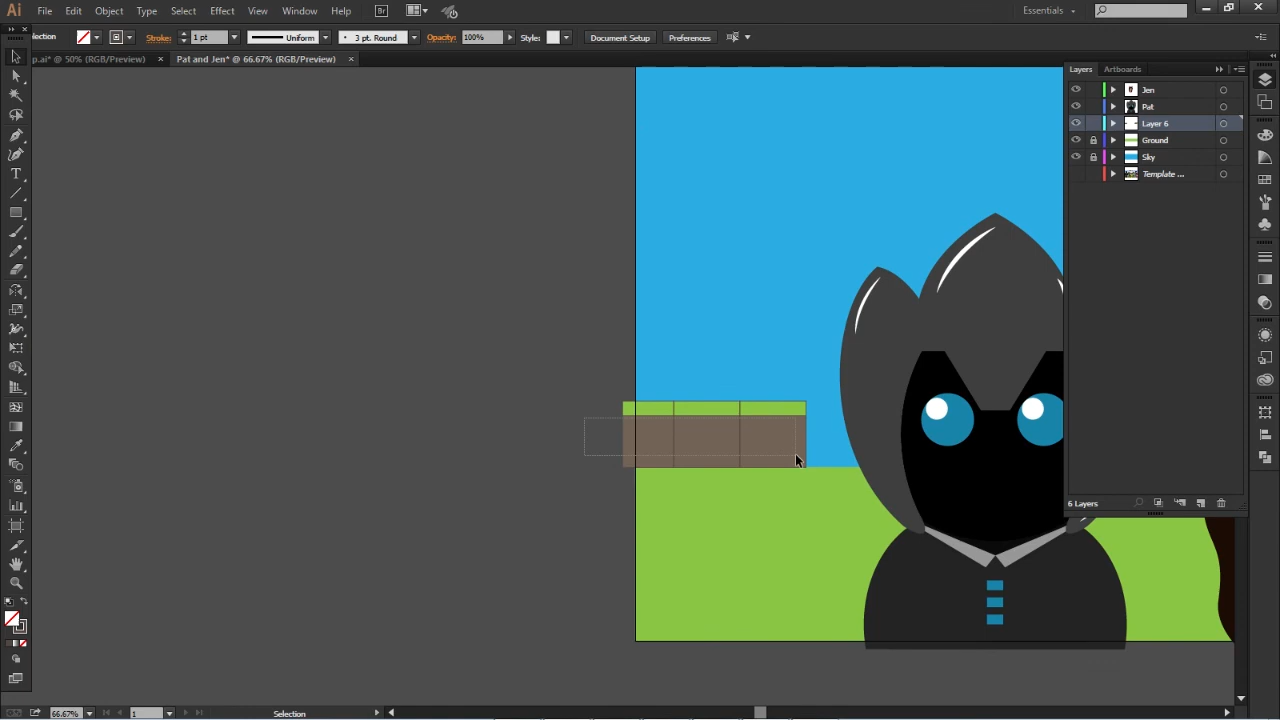 Ai File Edit Object Type Select Effect View Window Help Br Essentials
lection Stroke: 1 pt Uniform 3 pt. Round Opacity: 100% Style: Document Setup Preferences
p.ai* @ 50% (RGB/Preview) × Pat and Jen* @ 66.67% (RGB/Preview) ×
Layers Artboards
Jen
Pat
Layer 6
Ground
Sky
Template ...
6 Layers
66.67% 1 Selection